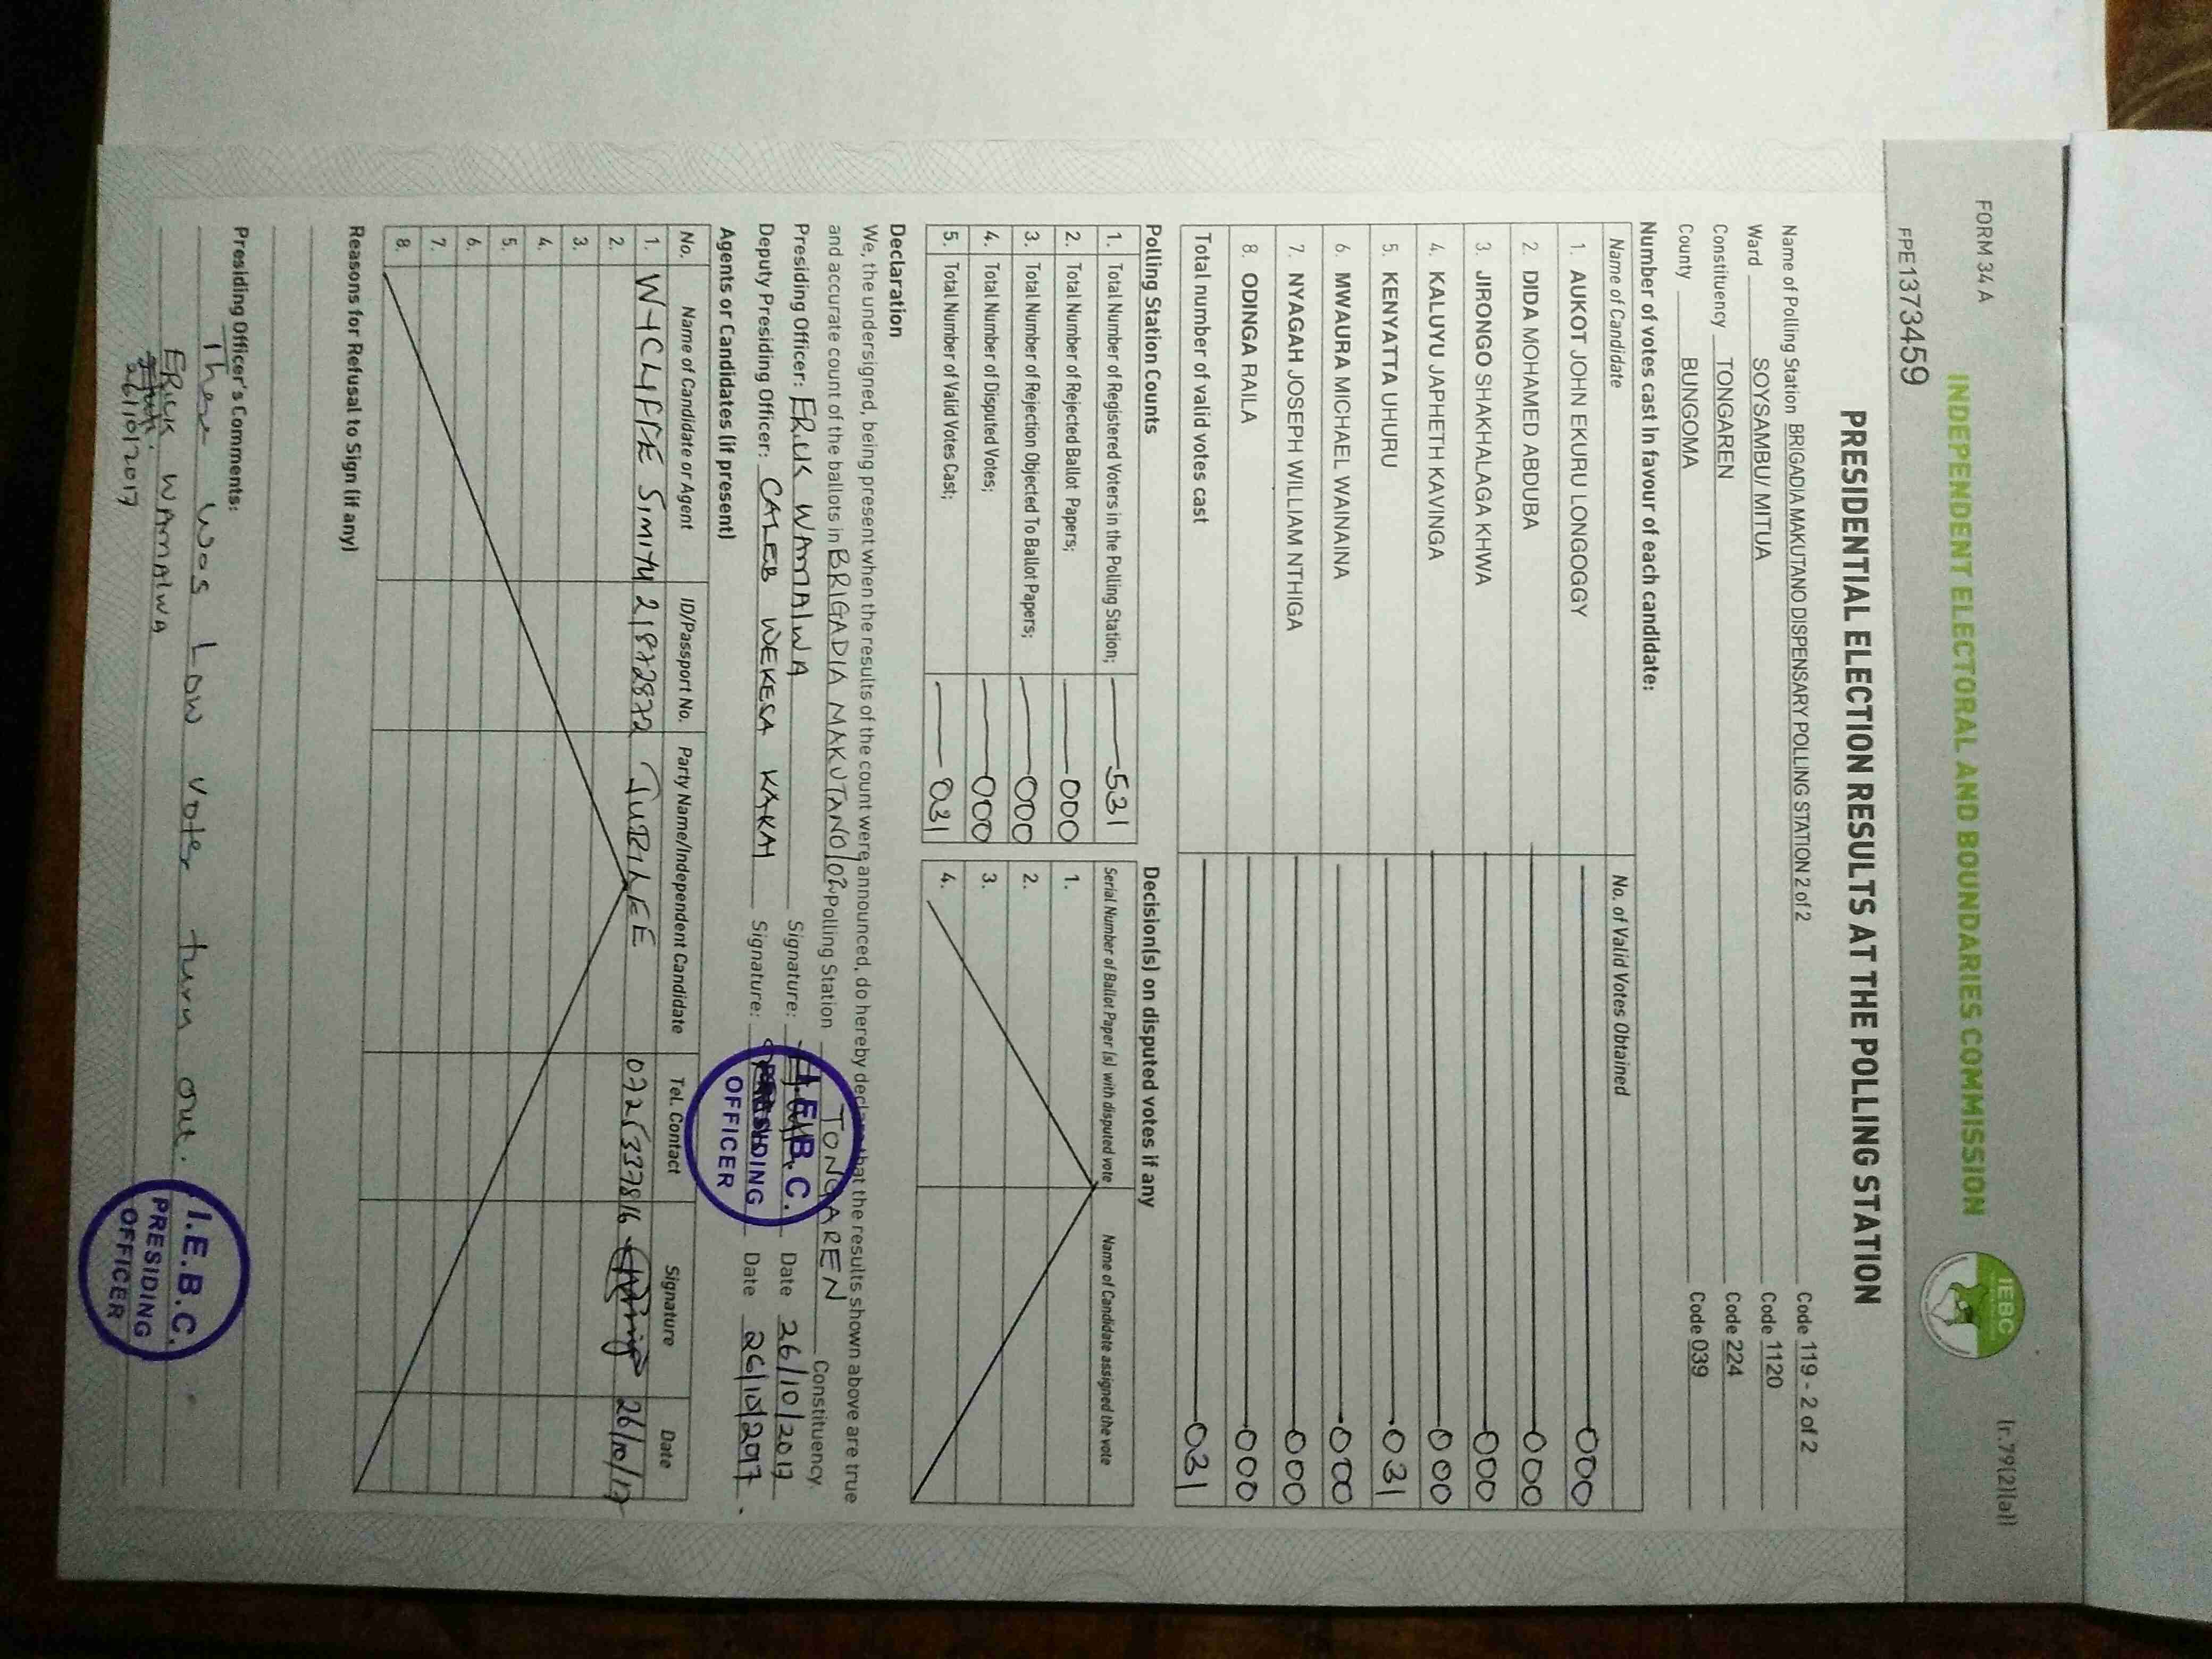 FORM 34 A
(r.79(2)(a))
INDEPENDENT ELECTORAL AND BOUNDARIES COMMISSION
IEBC
FPE1373459
PRESIDENTIAL ELECTION RESULTS AT THE POLLING STATION
Name of Polling Station BRIGADIA MAKUTANO DISPENSARY POLLING STATION 2 of 2 Code 119 - 2 of 2
Ward SOYSAMBU/ MITUA Code 1120
Constituency TONGAREN Code 224
County BUNGOMA Code 039
Number of votes cast in favour of each candidate:
Name of Candidate No. of Valid Votes Obtained
1. AUKOT JOHN EKURU LONGOGGY 000
2. DIDA MOHAMED ABDUBA 000
3. JIRONGO SHAKHALAGA KHWA 000
4. KALUYU JAPHETH KAVINGA 000
5. KENYATTA UHURU 031
6. MWAURA MICHAEL WAINAINA 000
7. NYAGAH JOSEPH WILLIAM NTHIGA 000
8. ODINGA RAILA 000
Total number of valid votes cast 031
Polling Station Counts
1. Total Number of Registered Voters in the Polling Station; 531
2. Total Number of Rejected Ballot Papers; 000
3. Total Number of Rejection Objected To Ballot Papers; 000
4. Total Number of Disputed Votes; 000
5. Total Number of Valid Votes Cast; 031
Decision(s) on disputed votes if any
Serial Number of Ballot Paper (s) with disputed vote Name of Candidate assigned the vote
1.
2.
3.
4.
Declaration
We, the undersigned, being present when the results of the count were announced, do hereby declare that the results shown above are true
and accurate count of the ballots in BRIGADIA MAKUTANO/02 Polling Station TONGAREN Constituency.
Presiding Officer: ERICK WAMALWA Signature: Date 26/10/2017
Deputy Presiding Officer: CALEB WEKESA KAKAI Signature: Date 26/10/2017.
I.E.B.C.
PRESIDING
OFFICER
Agents or Candidates (if present)
No. Name of Candidate or Agent ID/Passport No. Party Name/Independent Candidate Tel. Contact Signature Date
1. WYCLYFFE SIMIYU 21872872 JUBILEE 0725337816 26/10/17
2.
3.
4.
5.
6.
7.
8.
Reasons for Refusal to Sign (if any)
Presiding Officer's Comments:
There was Low voter turn out.
ERICK WAMALWA
26/10/2017
I.E.B.C.
PRESIDING
OFFICER